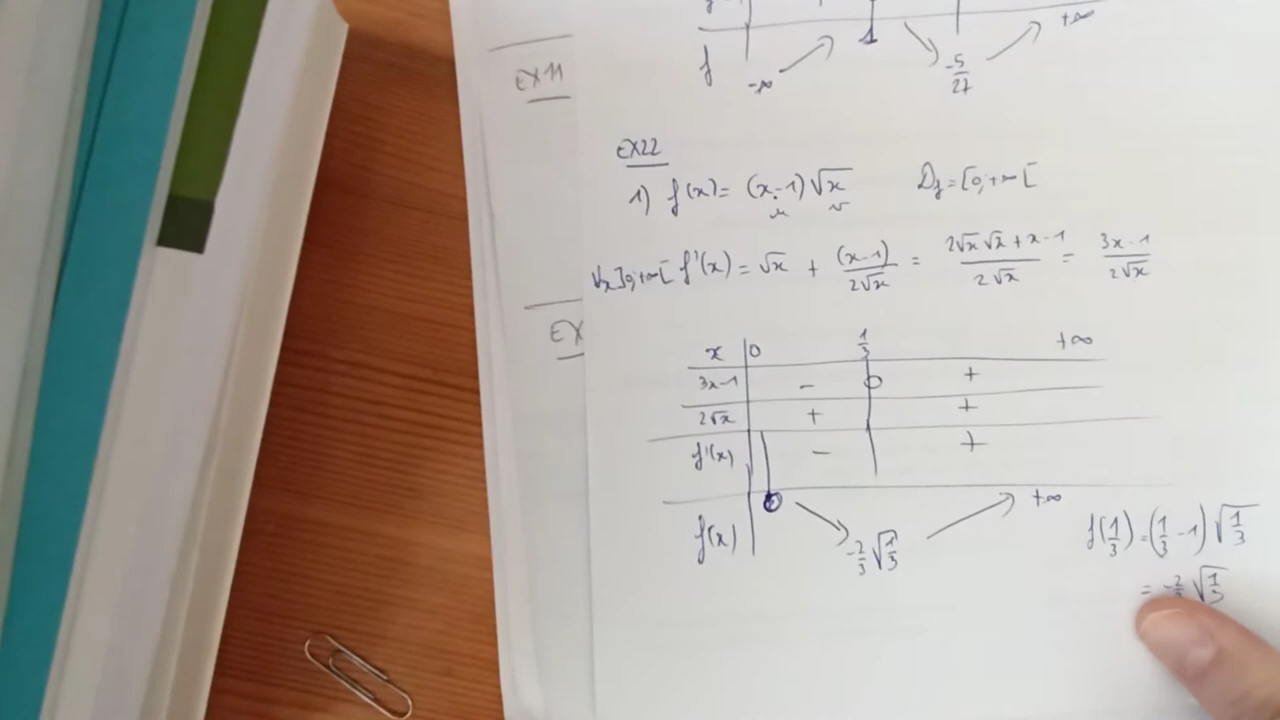 f -∞ ↗ 1 ↘ -5/27 ↗ +∞
EX11
EX22
1) f(x) = (x-1)√x Df = [0;+∞[
u v
∀x]0;+∞[ f'(x) = √x + (x-1)/2√x = 2√x√x + x-1/2√x = 3x-1/2√x
EX
x 0 1/3 +∞
3x-1 - 0 +
2√x + +
f'(x) - +
f(x) 0 ↘ -2/3 √1/3 ↗ +∞
f(1/3) = (1/3 - 1) √1/3
= -2/3 √1/3